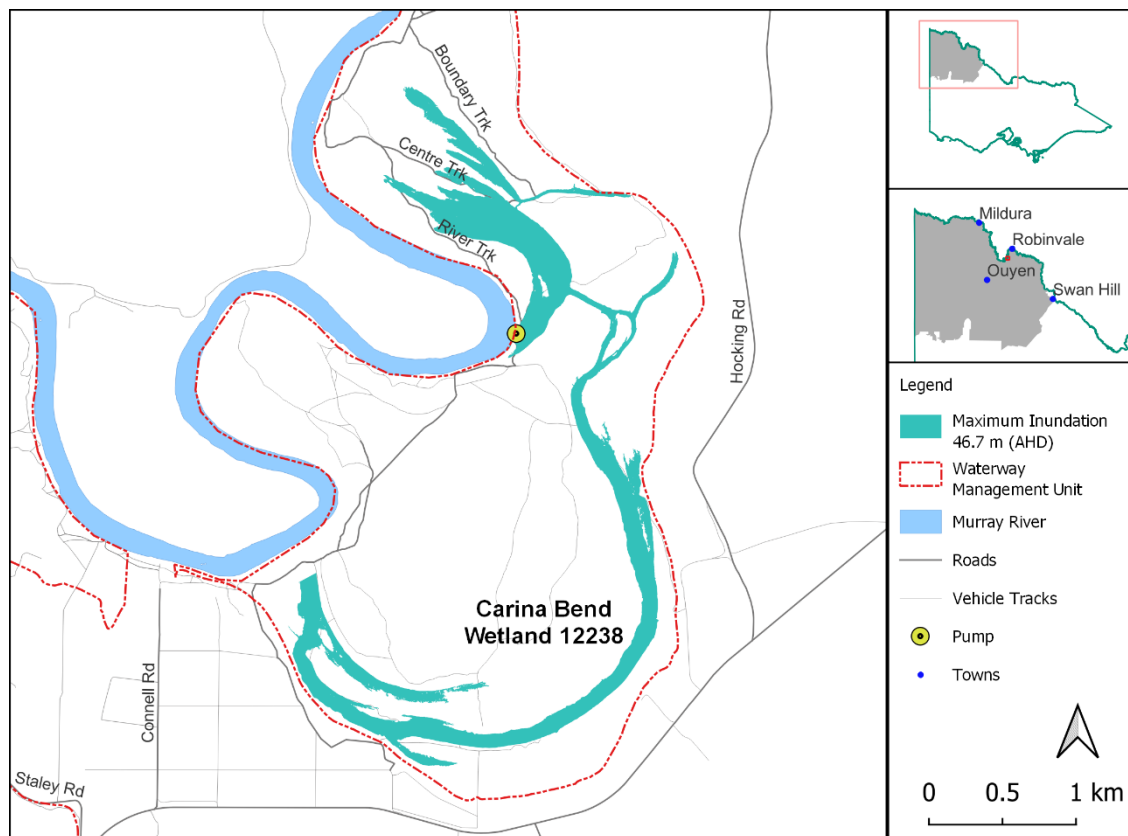 Boundary Trk
Centre Trk
River Trk
Hocking Rd
Carina Bend
Wetland 12238
Connell Rd
Staley Rd
Mildura
Robinvale
Ouyen
Swan Hill
Legend
Maximum Inundation
46.7 m (AHD)
Waterway
Management Unit
Murray River
Roads
Vehicle Tracks
Pump
Towns
0 0.5 1 km